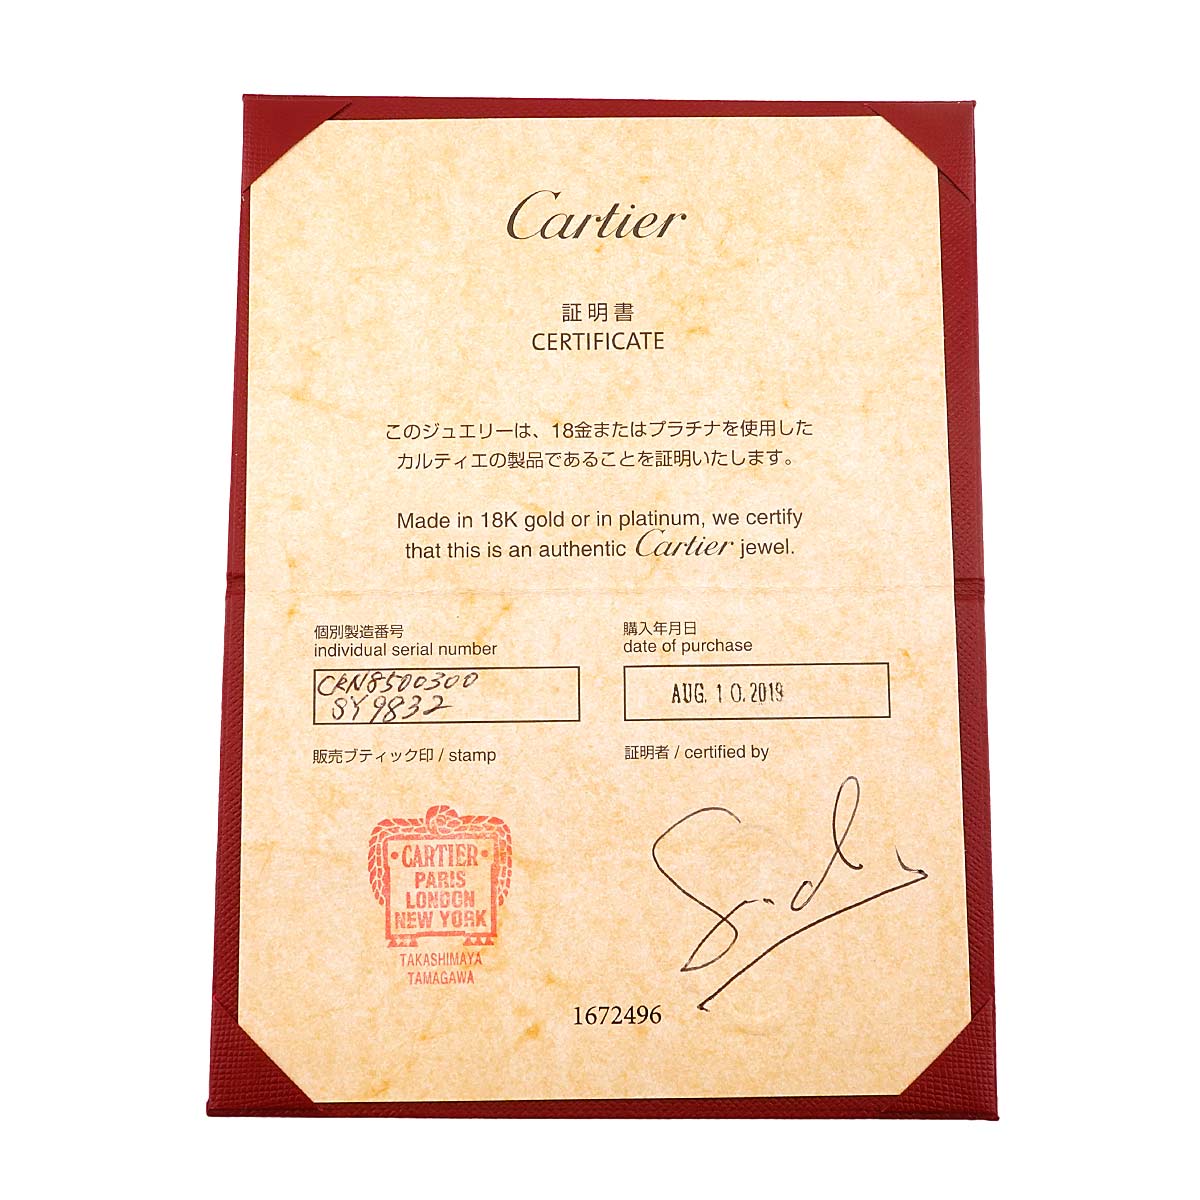 Cartier
証明書
CERTIFICATE
このジュエリーは、18金またはプラチナを使用した
カルティエの製品であることを証明いたします。
Made in 18K gold or in platinum, we certify
that this is an authentic Cartier jewel.
個別製造番号
individual serial number
CRN8500300
SY9832
購入年月日
date of purchase
AUG. 10. 2019
販売ブティック印 / stamp
証明者 / certified by
CARTIER
PARIS
LONDON
NEW YORK
TAKASHIMAYA
TAMAGAWA
1672496